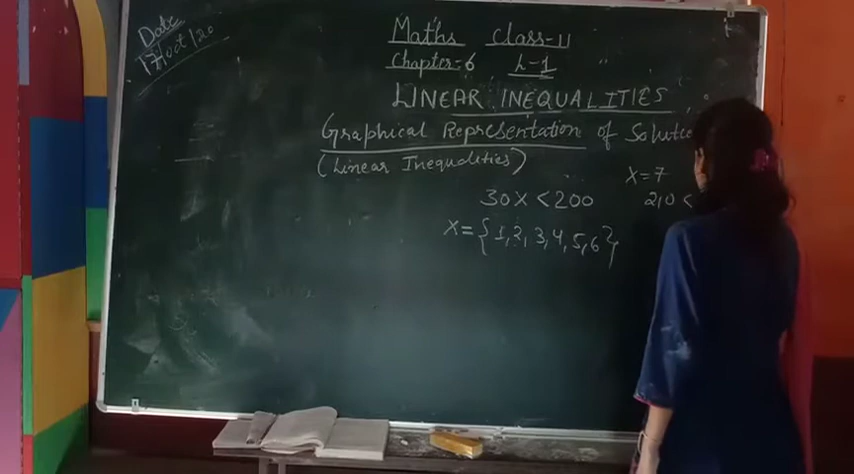 Date
17/Oct/20
Maths Class-11
Chapter-6 L-1
LINEAR INEQUALITIES
Graphical Representation of Solutio
(Linear Inequalities)
X=7
30X<200
210<
X={1,2,3,4,5,6}